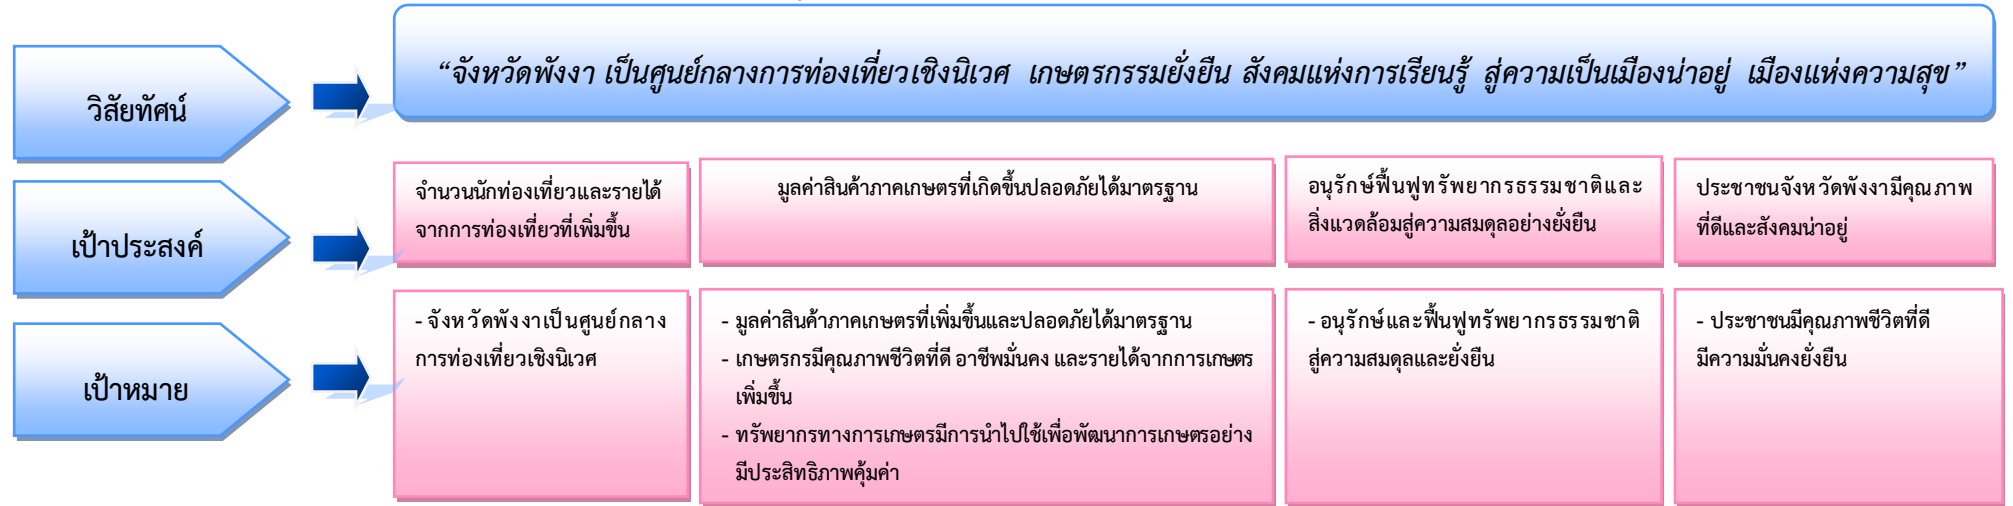 วิสัยทัศน์
“จังหวัดพังงา เป็นศูนย์กลางการท่องเที่ยวเชิงนิเวศ เกษตรกรรมยั่งยืน สังคมแห่งการเรียนรู้ สู่ความเป็นเมืองน่าอยู่ เมืองแห่งความสุข”
เป้าประสงค์
จำนวนนักท่องเที่ยวและรายได้
จากการท่องเที่ยวที่เพิ่มขึ้น
มูลค่าสินค้าภาคเกษตรที่เกิดขึ้นปลอดภัยได้มาตรฐาน
อนุรักษ์ฟื้นฟูทรัพยากรธรรมชาติและ
สิ่งแวดล้อมสู่ความสมดุลอย่างยั่งยืน
ประชาชนจังหวัดพังงามีคุณภาพ
ที่ดีและสังคมน่าอยู่
เป้าหมาย
- จังหวัดพังงาเป็นศูนย์กลาง
การท่องเที่ยวเชิงนิเวศ
- มูลค่าสินค้าภาคเกษตรที่เพิ่มขึ้นและปลอดภัยได้มาตรฐาน
- เกษตรกรมีคุณภาพชีวิตที่ดี อาชีพมั่นคง และรายได้จากการเกษตร
เพิ่มขึ้น
- ทรัพยากรทางการเกษตรมีการนำไปใช้เพื่อพัฒนาการเกษตรอย่าง
มีประสิทธิภาพคุ้มค่า
- อนุรักษ์และฟื้นฟูทรัพยากรธรรมชาติ
สู่ความสมดุลและยั่งยืน
- ประชาชนมีคุณภาพชีวิตที่ดี
มีความมั่นคงยั่งยืน